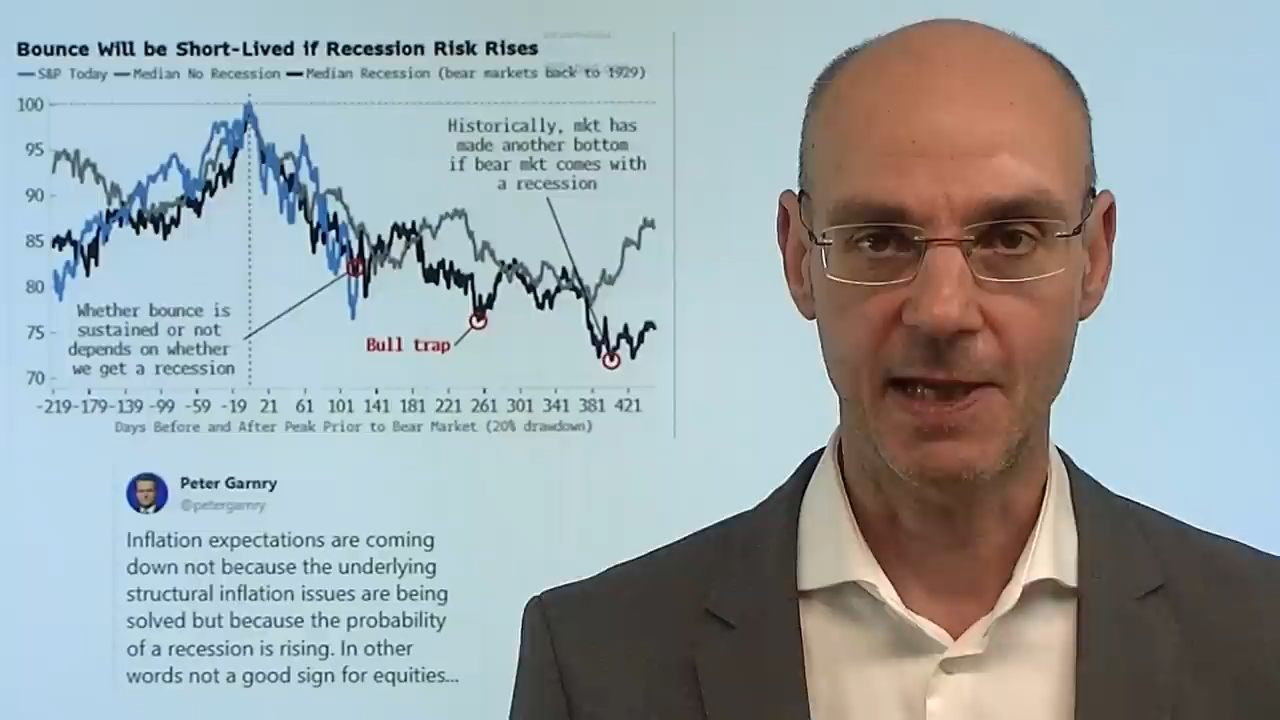 Bounce Will be Short-Lived if Recession Risk Rises
S&P Today Median No Recession Median Recession (bear markets back to 1929)
100
95
90
85
80
75
70
Historically, mkt has
made another bottom
if bear mkt comes with
a recession
Whether bounce is
sustained or not
depends on whether
we get a recession
Bull trap
-219-179-139 -99 -59 -19 21 61 101 141 181 221 261 301 341 381 421
Days Before and After Peak Prior to Bear Market (20% drawdown)
Peter Garnry
@petergarnry
Inflation expectations are coming
down not because the underlying
structural inflation issues are being
solved but because the probability
of a recession is rising. In other
words not a good sign for equities...